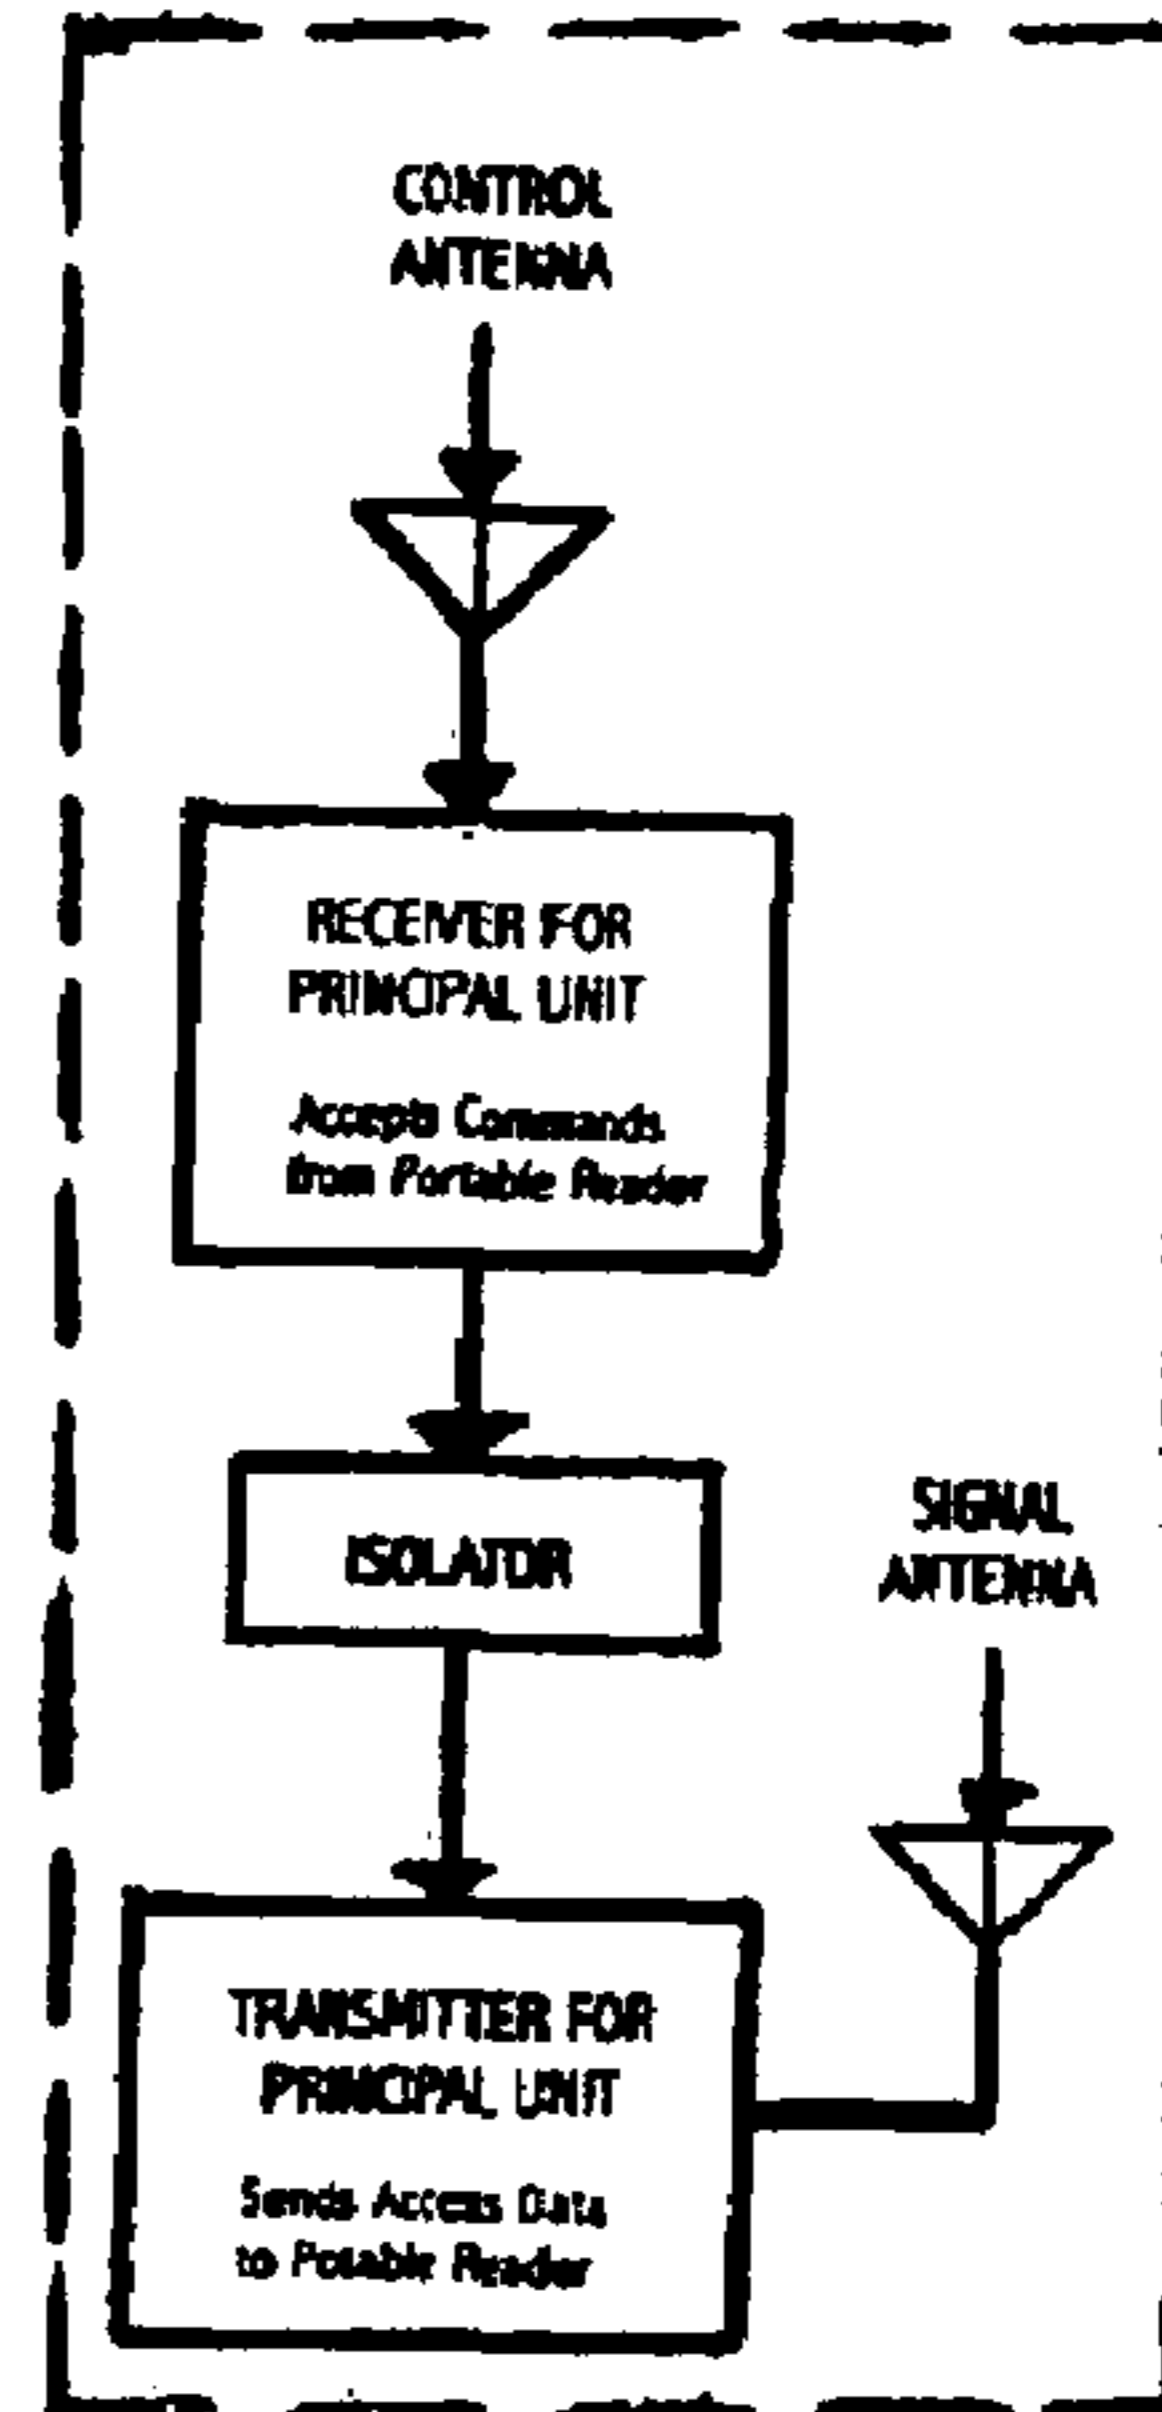 CONTROL
ANTENNA
RECEIVER FOR
PRINCIPAL UNIT
Accepts Commands
from Portable Reader
ISOLATOR
SIGNAL
ANTENNA
TRANSMITTER FOR
PRINCIPAL UNIT
Sends Access Data
to Potable Reader